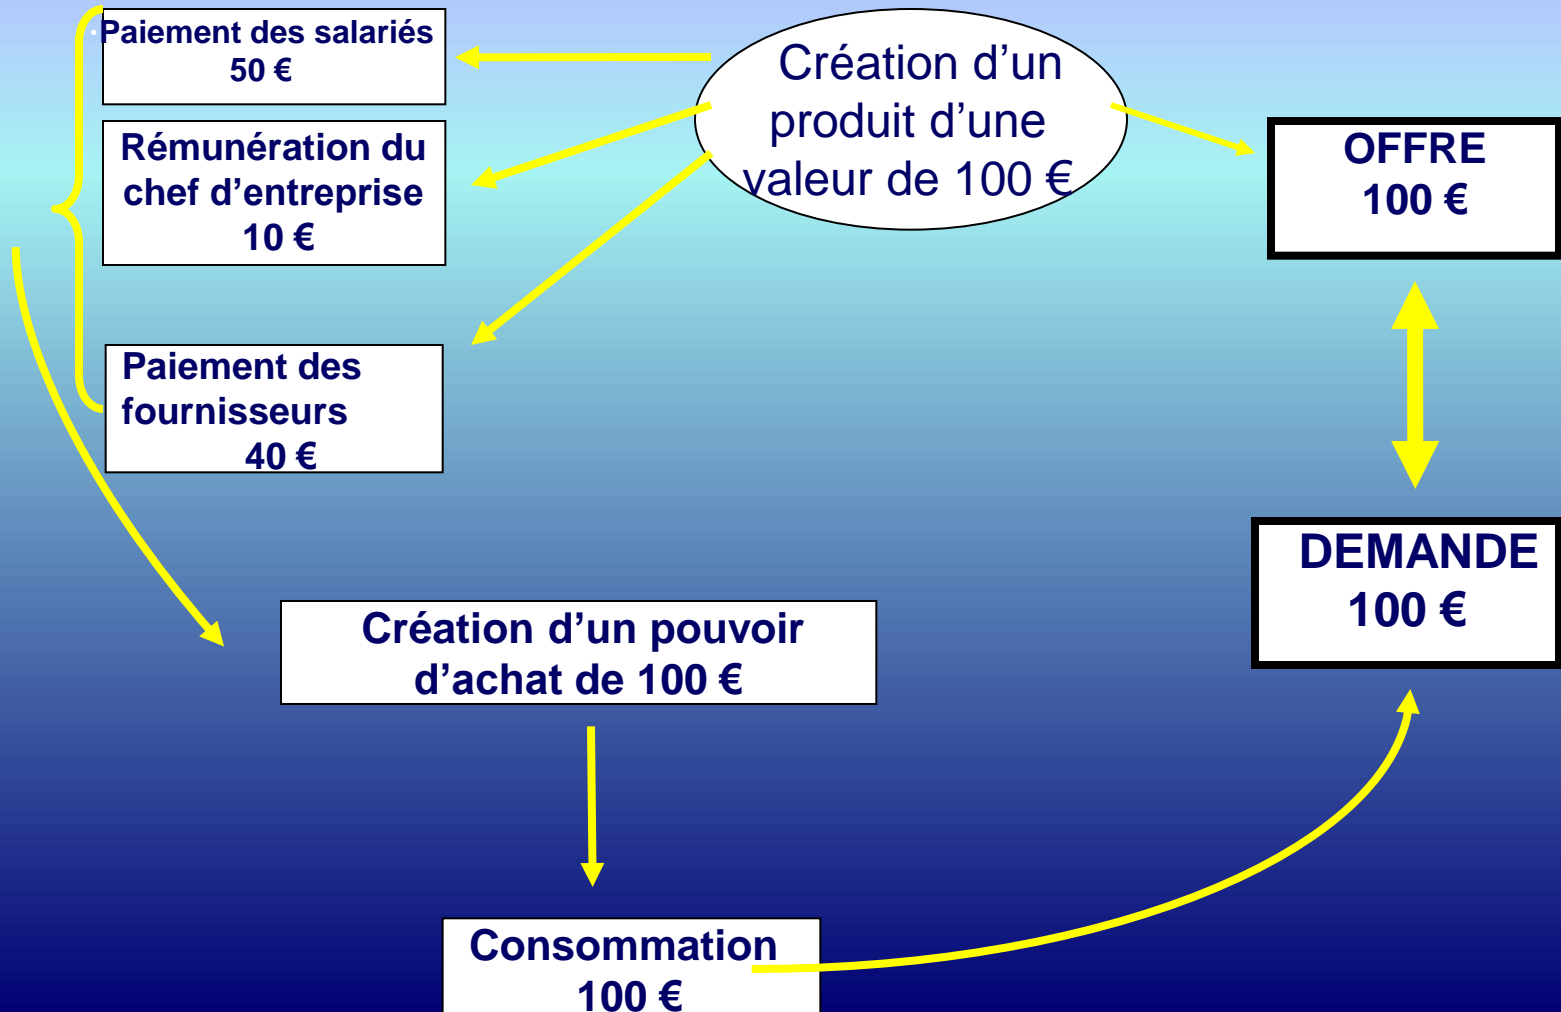 Paiement des salariés
50 €
Rémunération du
chef d’entreprise
10 €
Paiement des
fournisseurs
40 €
Création d’un
produit d’une
valeur de 100 €
OFFRE
100 €
DEMANDE
100 €
Création d’un pouvoir
d’achat de 100 €
Consommation
100 €